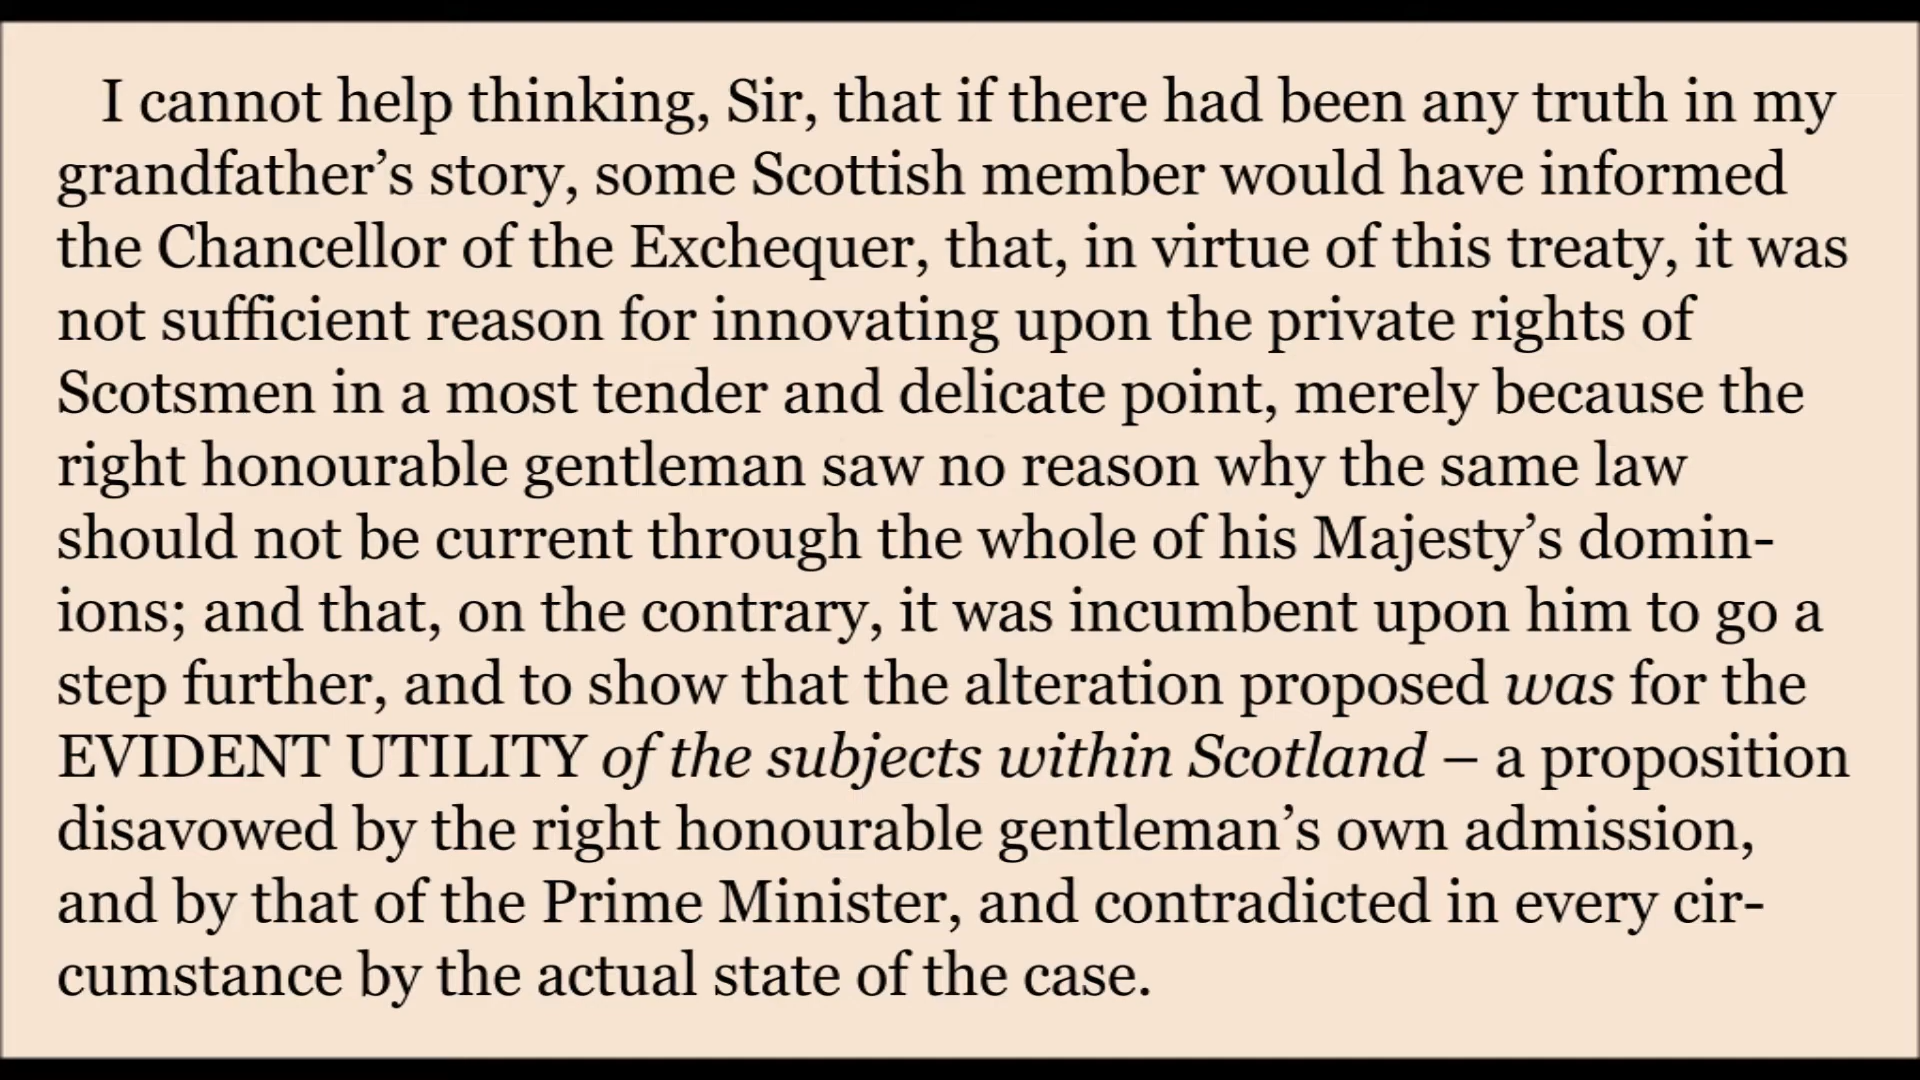 I cannot help thinking, Sir, that if there had been any truth in my
grandfather’s story, some Scottish member would have informed
the Chancellor of the Exchequer, that, in virtue of this treaty, it was
not sufficient reason for innovating upon the private rights of
Scotsmen in a most tender and delicate point, merely because the
right honourable gentleman saw no reason why the same law
should not be current through the whole of his Majesty’s domin-
ions; and that, on the contrary, it was incumbent upon him to go a
step further, and to show that the alteration proposed was for the
EVIDENT UTILITY of the subjects within Scotland – a proposition
disavowed by the right honourable gentleman’s own admission,
and by that of the Prime Minister, and contradicted in every cir-
cumstance by the actual state of the case.